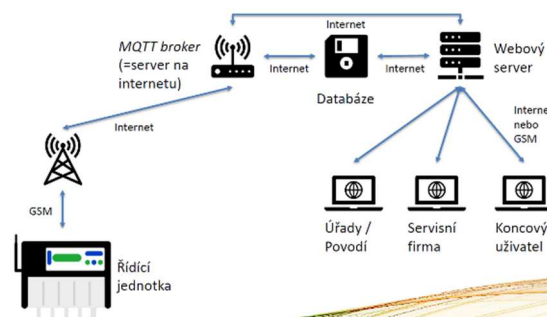 Internet
MQTT broker
(=server na
internetu)
Internet
Internet
Webový
server
Databáze
Internet
Interne
nebo
GSM
GSM
Řídící
jednotka
Úřady /
Povodí
Servisní
firma
Koncový
uživatel